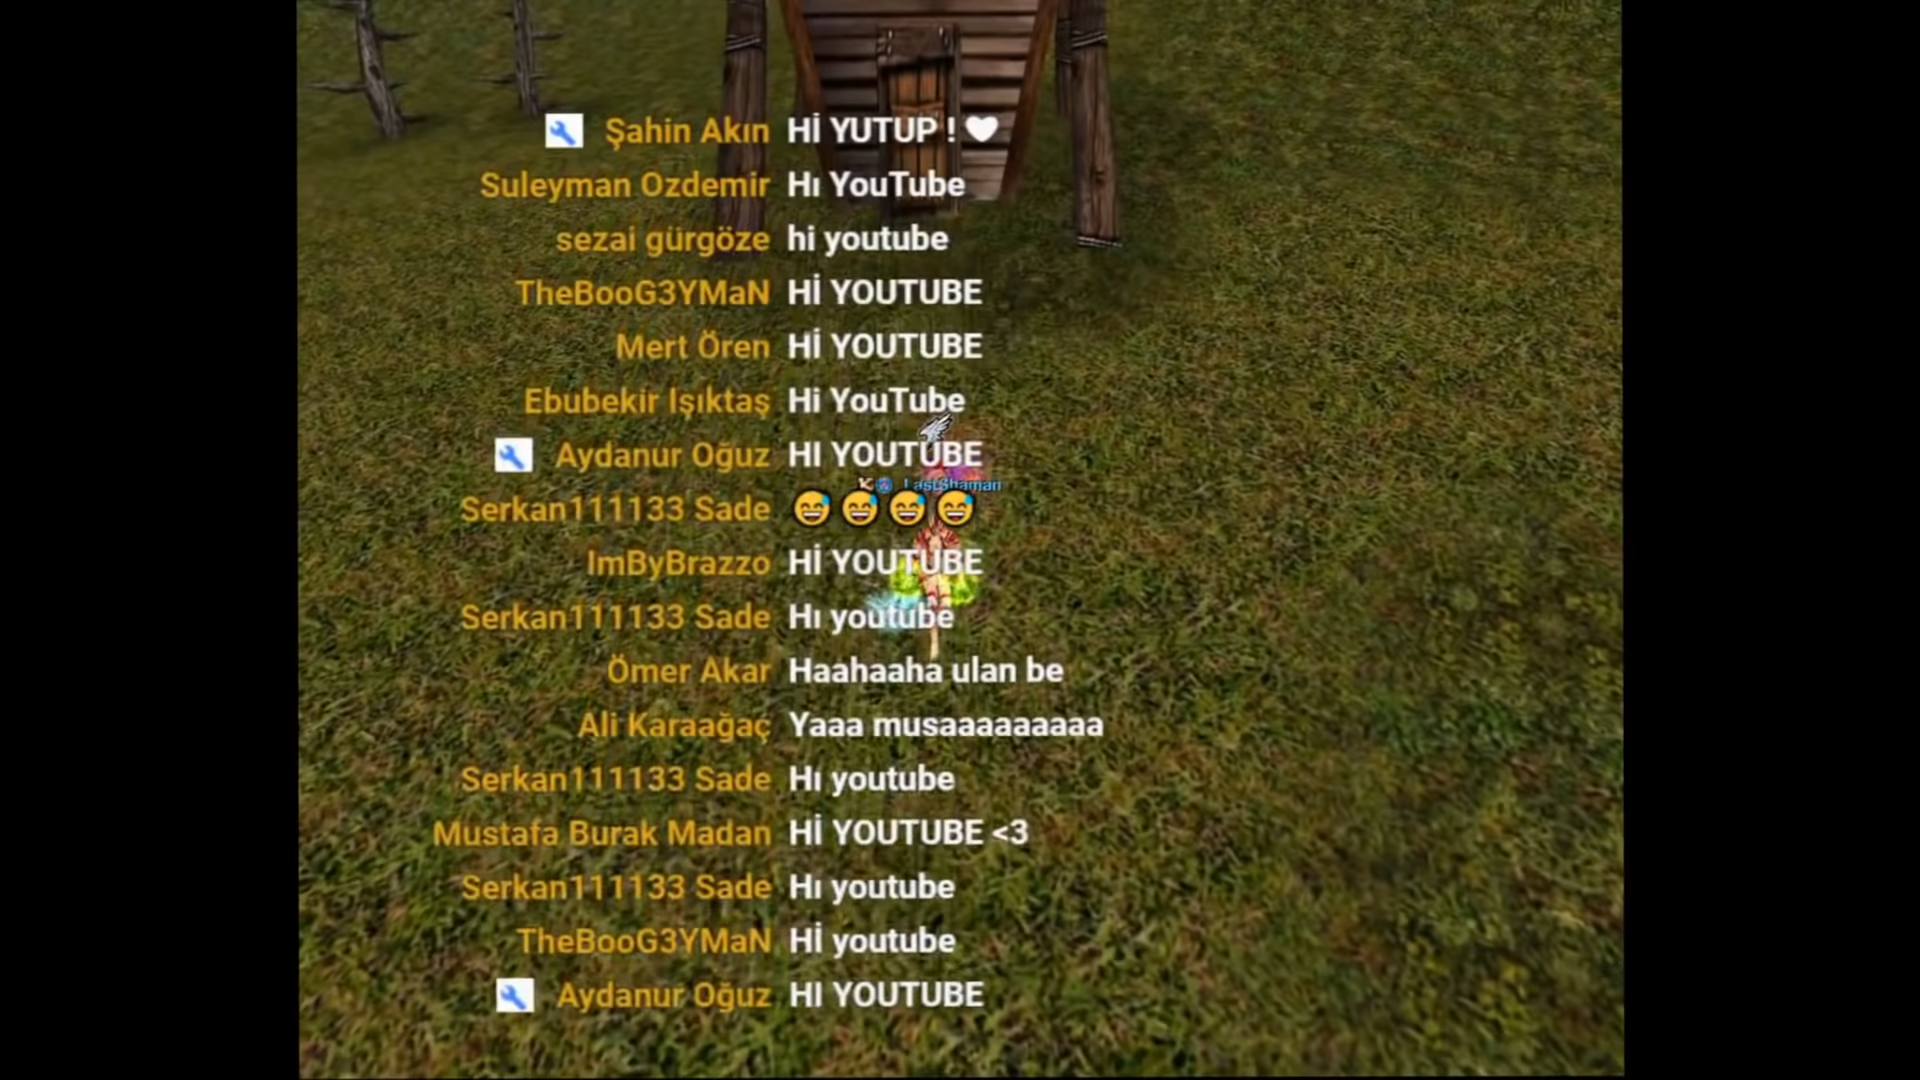 Şahin Akın Hİ YUTUP ! 🤍
Suleyman Ozdemir Hı YouTube
sezai gürgöze hi youtube
TheBooG3YMaN Hİ YOUTUBE
Mert Ören Hİ YOUTUBE
Ebubekir Işıktaş Hi YouTube
Aydanur Oğuz HI YOUTUBE
LastShaman
Serkan111133 Sade 😅😅😅😅
ImByBrazzo Hİ YOUTUBE
Serkan111133 Sade Hı youtube
Ömer Akar Haahaaha ulan be
Ali Karaağaç Yaaa musaaaaaaaaa
Serkan111133 Sade Hı youtube
Mustafa Burak Madan Hİ YOUTUBE <3
Serkan111133 Sade Hı youtube
TheBooG3YMaN Hİ youtube
Aydanur Oğuz HI YOUTUBE